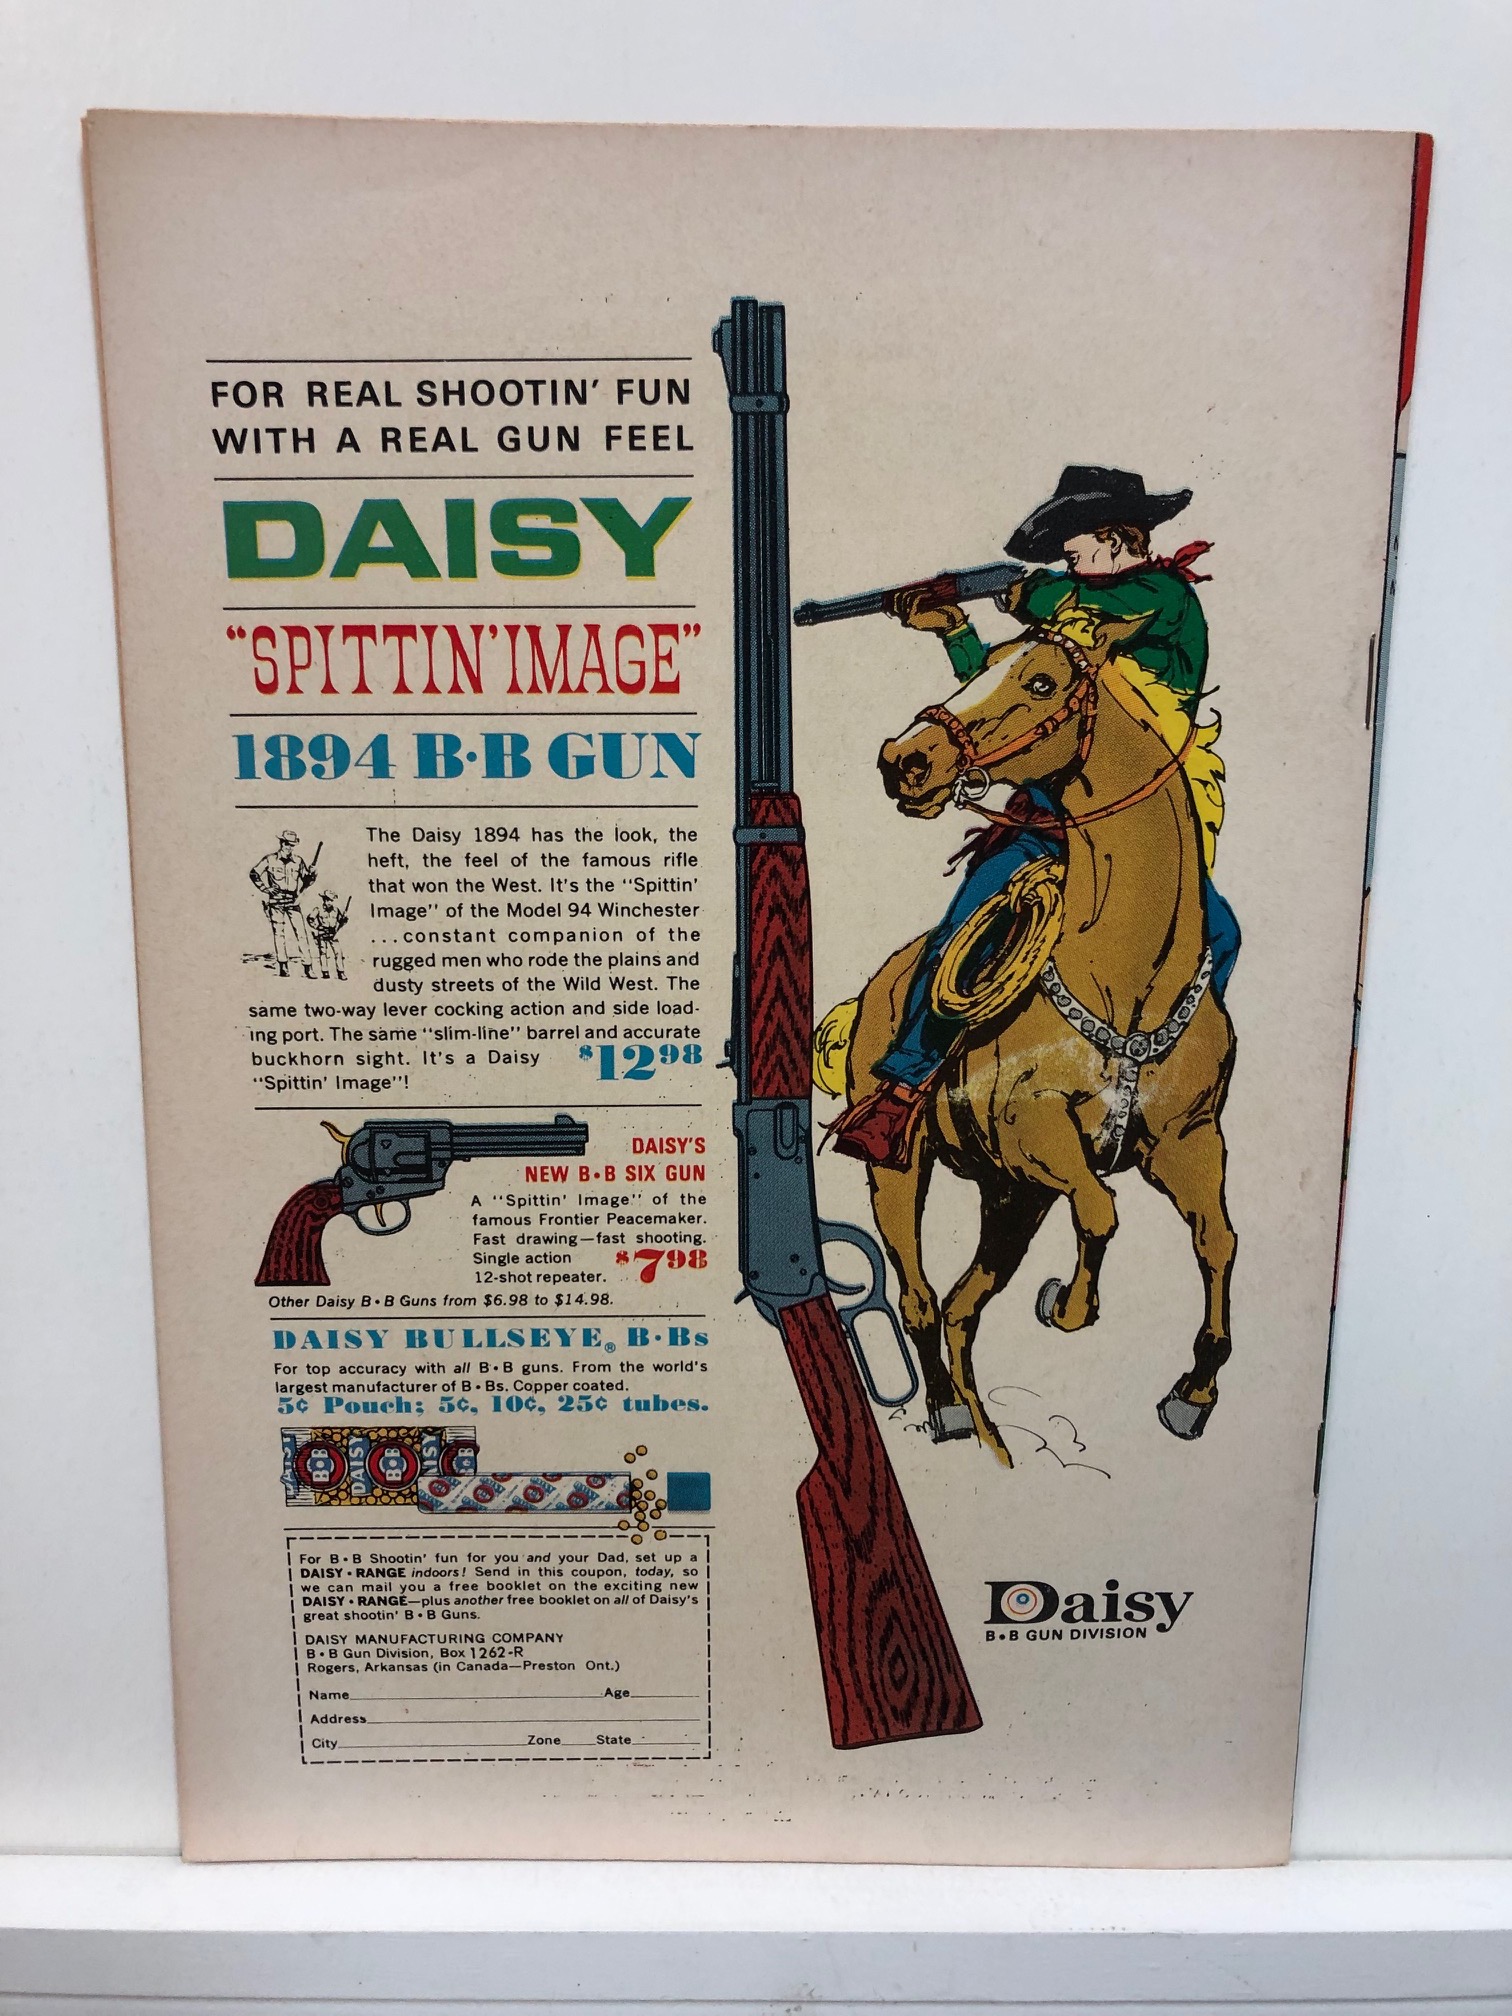 FOR REAL SHOOTIN' FUN
WITH A REAL GUN FEEL
DAISY
"SPITTIN' IMAGE"
1894 B•B GUN
The Daisy 1894 has the look, the
heft, the feel of the famous rifle
that won the West. It's the "Spittin'
Image" of the Model 94 Winchester
...constant companion of the
rugged men who rode the plains and
dusty streets of the Wild West. The
same two-way lever cocking action and side load-
ing port. The same "slim-line" barrel and accurate
buckhorn sight. It's a Daisy
"Spittin' Image"!
$12.98
DAISY'S
NEW B•B SIX GUN
A "Spittin' Image" of the
famous Frontier Peacemaker.
Fast drawing—fast shooting.
Single action
12-shot repeater.
$7.98
Other Daisy B•B Guns from $6.98 to $14.98.
DAISY BULLSEYE® B•Bs
For top accuracy with all B•B guns. From the world's
largest manufacturer of B•Bs. Copper coated.
5¢ Pouch; 5¢, 10¢, 25¢ tubes.
DAISY B•B DAISY B•B DAISY B•B
For B•B Shootin' fun for you and your Dad, set up a
DAISY•RANGE indoors! Send in this coupon, today, so
we can mail you a free booklet on the exciting new
DAISY•RANGE—plus another free booklet on all of Daisy's
great shootin' B•B Guns.
DAISY MANUFACTURING COMPANY
B•B Gun Division, Box 1262-R
Rogers, Arkansas (in Canada—Preston Ont.)
Name Age
Address
City Zone State
Daisy
B•B GUN DIVISION